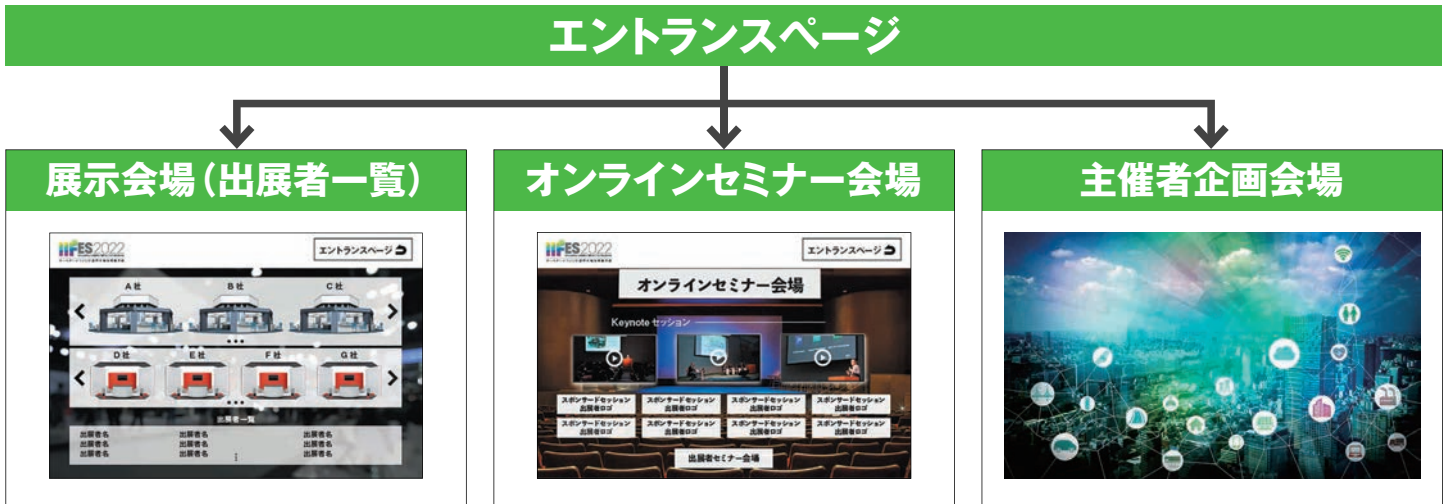 エントランスページ
展示会場(出展者一覧)
IIFES2022
エントランスページ
A社 B社 C社
D社 E社 F社 G社
出展者一覧
出展者名 出展者名 出展者名
出展者名 出展者名 出展者名
出展者名 出展者名 出展者名
オンラインセミナー会場
IIFES2022
エントランスページ
オンラインセミナー会場
Keynote セッション
スポンサードセッション スポンサードセッション スポンサードセッション スポンサードセッション
出展者ロゴ 出展者ロゴ 出展者ロゴ 出展者ロゴ
スポンサードセッション スポンサードセッション スポンサードセッション スポンサードセッション
出展者ロゴ 出展者ロゴ 出展者ロゴ 出展者ロゴ
出展者セミナー会場
主催者企画会場